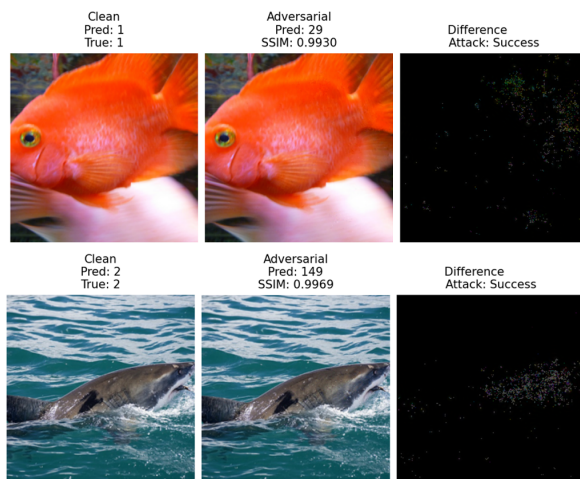 Clean
Pred: 1
True: 1
Adversarial
Pred: 29
SSIM: 0.9930
Difference
Attack: Success
Clean
Pred: 2
True: 2
Adversarial
Pred: 149
SSIM: 0.9969
Difference
Attack: Success